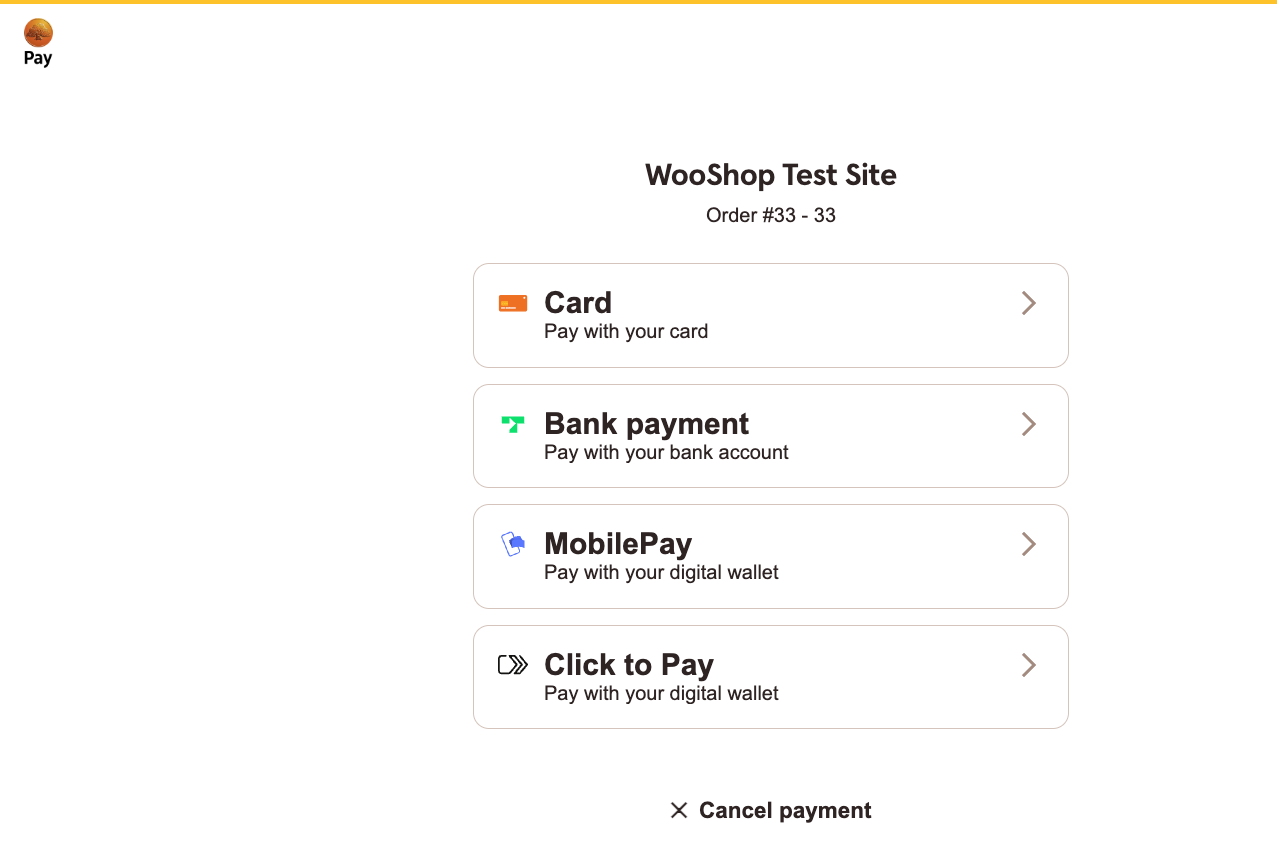 Pay
WooShop Test Site
Order #33 - 33
Card
Pay with your card
Bank payment
Pay with your bank account
MobilePay
Pay with your digital wallet
Click to Pay
Pay with your digital wallet
Cancel payment